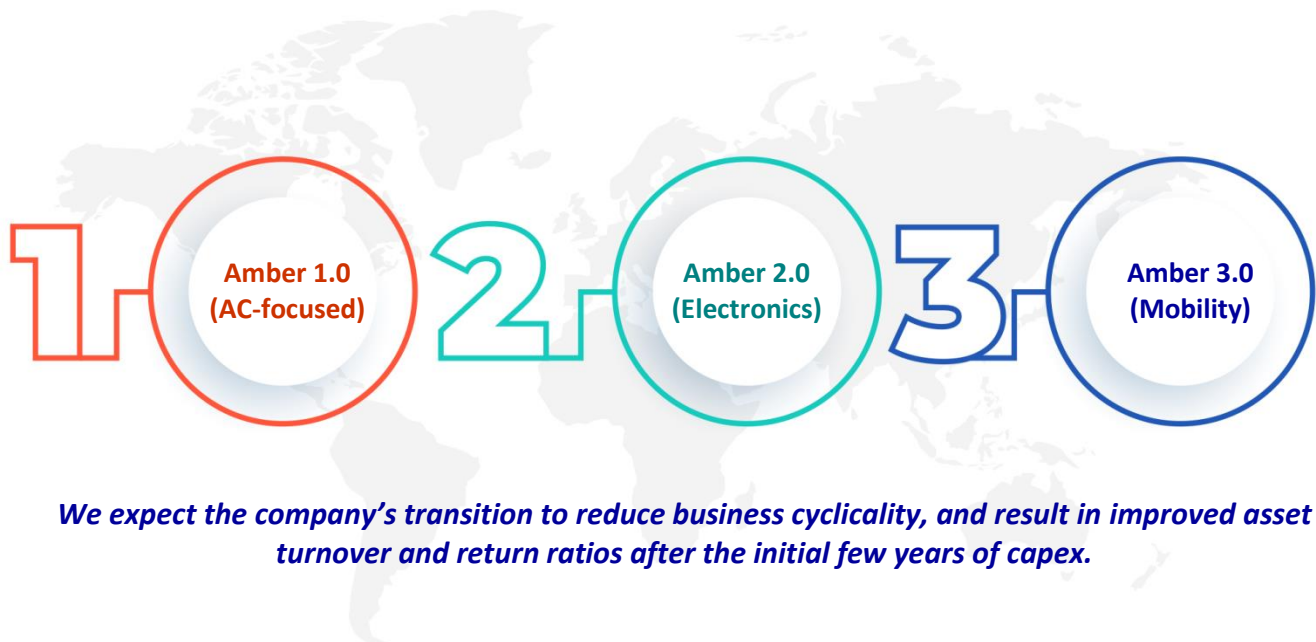 1
Amber 1.0
(AC-focused)
2
Amber 2.0
(Electronics)
3
Amber 3.0
(Mobility)
We expect the company’s transition to reduce business cyclicality, and result in improved asset
turnover and return ratios after the initial few years of capex.